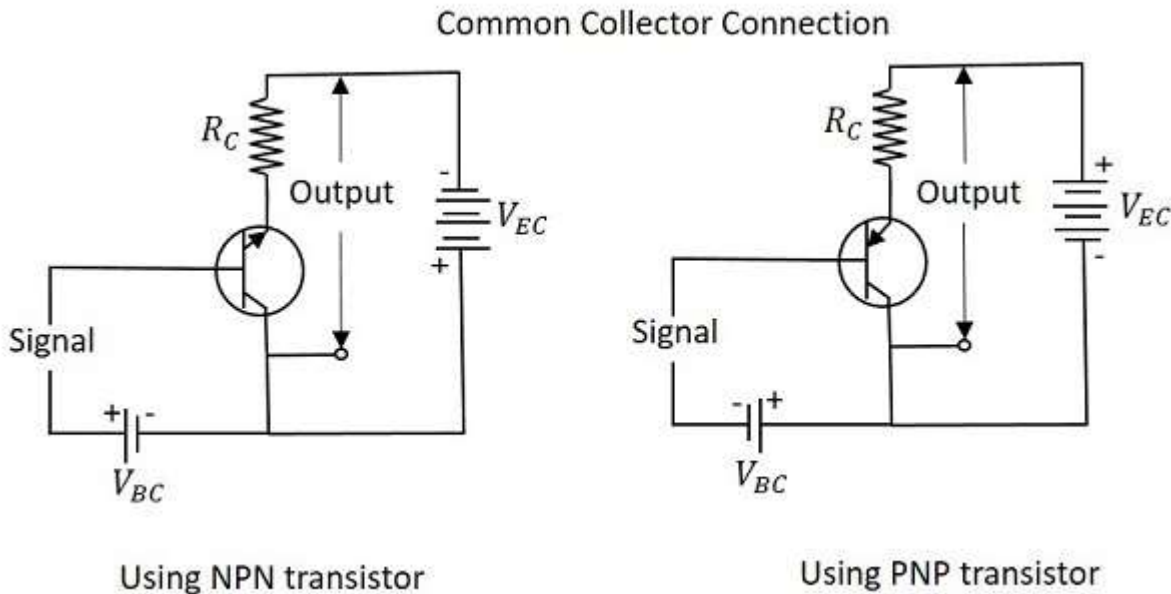 Common Collector Connection
R_C
Output
-
+
V_EC
Signal
+ -
V_BC
Using NPN transistor
R_C
Output
+
-
V_EC
Signal
- +
V_BC
Using PNP transistor